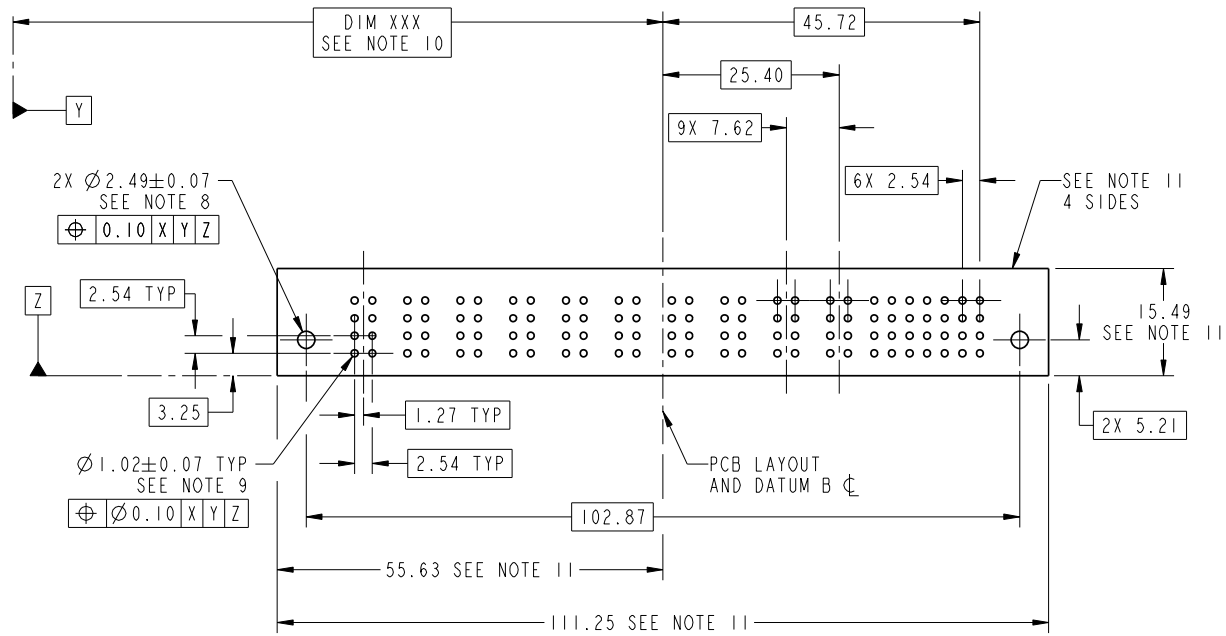 DIM XXX
SEE NOTE 10
45.72
25.40
Y
9X 7.62
2X Ø2.49±0.07
SEE NOTE 8
⌖ 0.10 X Y Z
6X 2.54
SEE NOTE 11
4 SIDES
Z
2.54 TYP
15.49
SEE NOTE 11
3.25
1.27 TYP
2X 5.21
Ø1.02±0.07 TYP
SEE NOTE 9
⌖ Ø0.10 X Y Z
2.54 TYP
PCB LAYOUT
AND DATUM B ℄
102.87
55.63 SEE NOTE 11
111.25 SEE NOTE 11